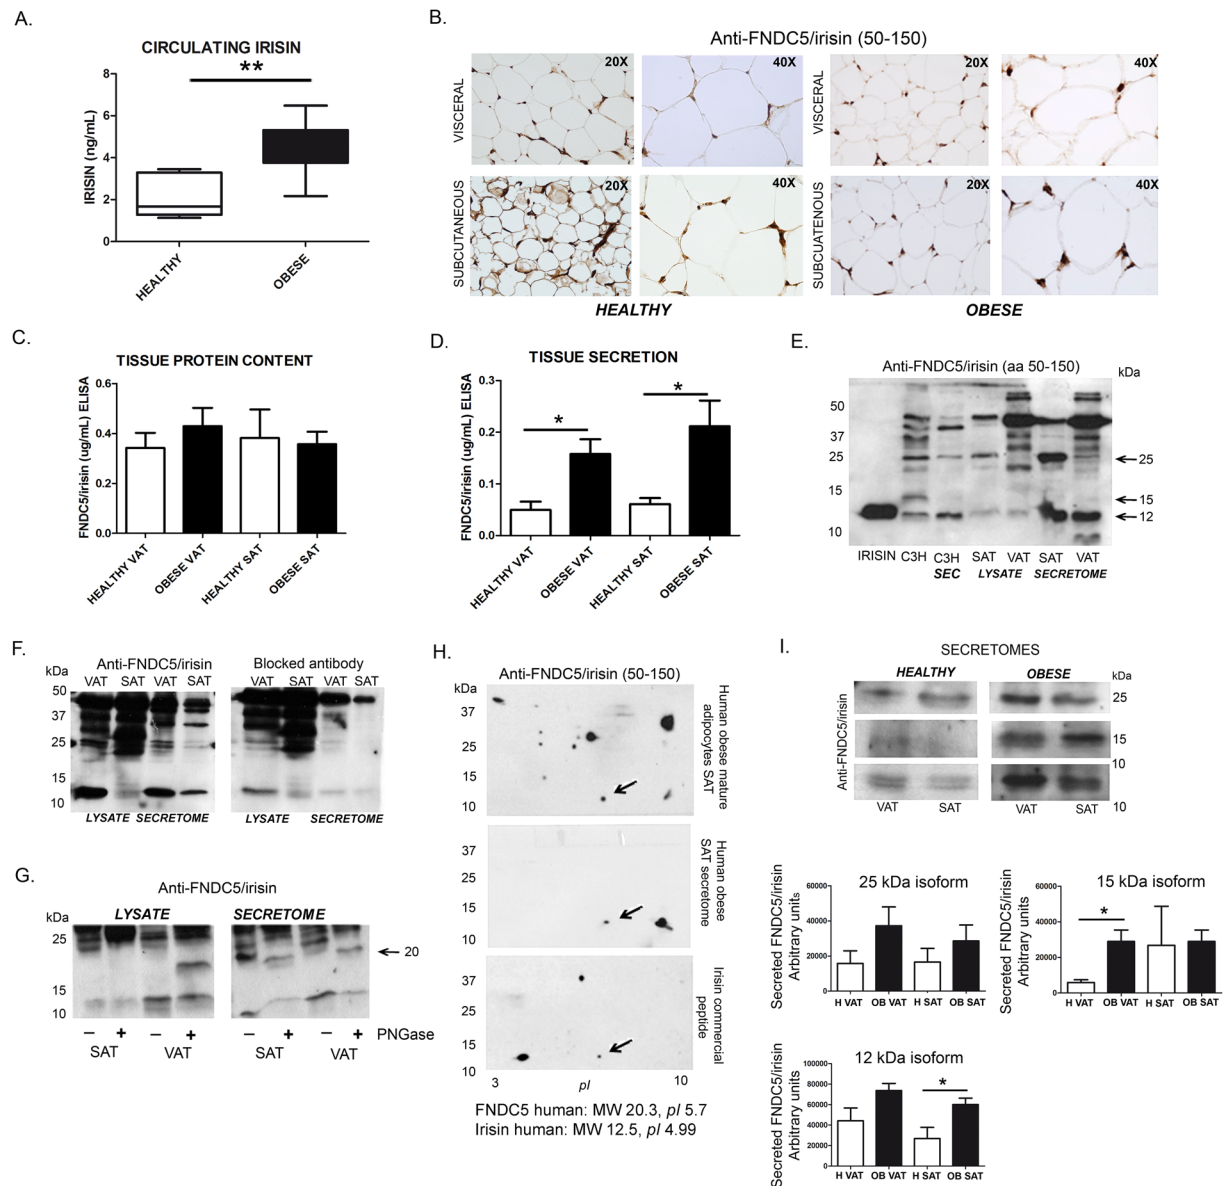 A.
CIRCULATING IRISIN
**
IRISIN (ng/mL)
8
6
4
2
0
HEALTHY
OBESE
B.
Anti-FNDC5/irisin (50-150)
VISCERAL
20X
40X
VISCERAL
20X
40X
SUBCUTANEOUS
20X
40X
SUBCUATENOUS
20X
40X
HEALTHY
OBESE
C.
TISSUE PROTEIN CONTENT
FNDC5/irisin (ug/mL) ELISA
0.6
0.4
0.2
0.0
HEALTHY VAT
OBESE VAT
HEALTHY SAT
OBESE SAT
D.
TISSUE SECRETION
FNDC5/irisin (ug/mL) ELISA
0.3
0.2
0.1
0.0
*
*
HEALTHY VAT
OBESE VAT
HEALTHY SAT
OBESE SAT
E.
Anti-FNDC5/irisin (aa 50-150)
kDa
50
37
25
15
10
25
15
12
IRISIN C3H C3H SAT VAT SAT VAT
SEC LYSATE SECRETOME
F.
kDa
Anti-FNDC5/irisin
Blocked antibody
VAT SAT VAT SAT
VAT SAT VAT SAT
50
37
25
15
10
LYSATE SECRETOME
LYSATE SECRETOME
G.
Anti-FNDC5/irisin
kDa
LYSATE
SECRETOME
25
15
10
20
– + – + – + – + PNGase
SAT VAT SAT VAT
H.
Anti-FNDC5/irisin (50-150)
kDa
37
25
15
10
Human obese mature
adipocytes SAT
37
25
15
10
Human obese
SAT secretome
37
25
15
10
Irisin commercial
peptide
3 pI 10
FNDC5 human: MW 20.3, pI 5.7
Irisin human: MW 12.5, pI 4.99
I.
SECRETOMES
HEALTHY
OBESE
kDa
Anti-FNDC5/irisin
25
15
10
10
VAT SAT VAT SAT
25 kDa isoform
Secreted FNDC5/irisin
Arbitrary units
60000
40000
20000
0
H VAT OB VAT H SAT OB SAT
15 kDa isoform
Secreted FNDC5/irisin
Arbitrary units
60000
40000
20000
0
*
H VAT OB VAT H SAT OB SAT
12 kDa isoform
Secreted FNDC5/irisin
Arbitrary units
100000
80000
60000
40000
20000
0
*
H VAT OB VAT H SAT OB SAT